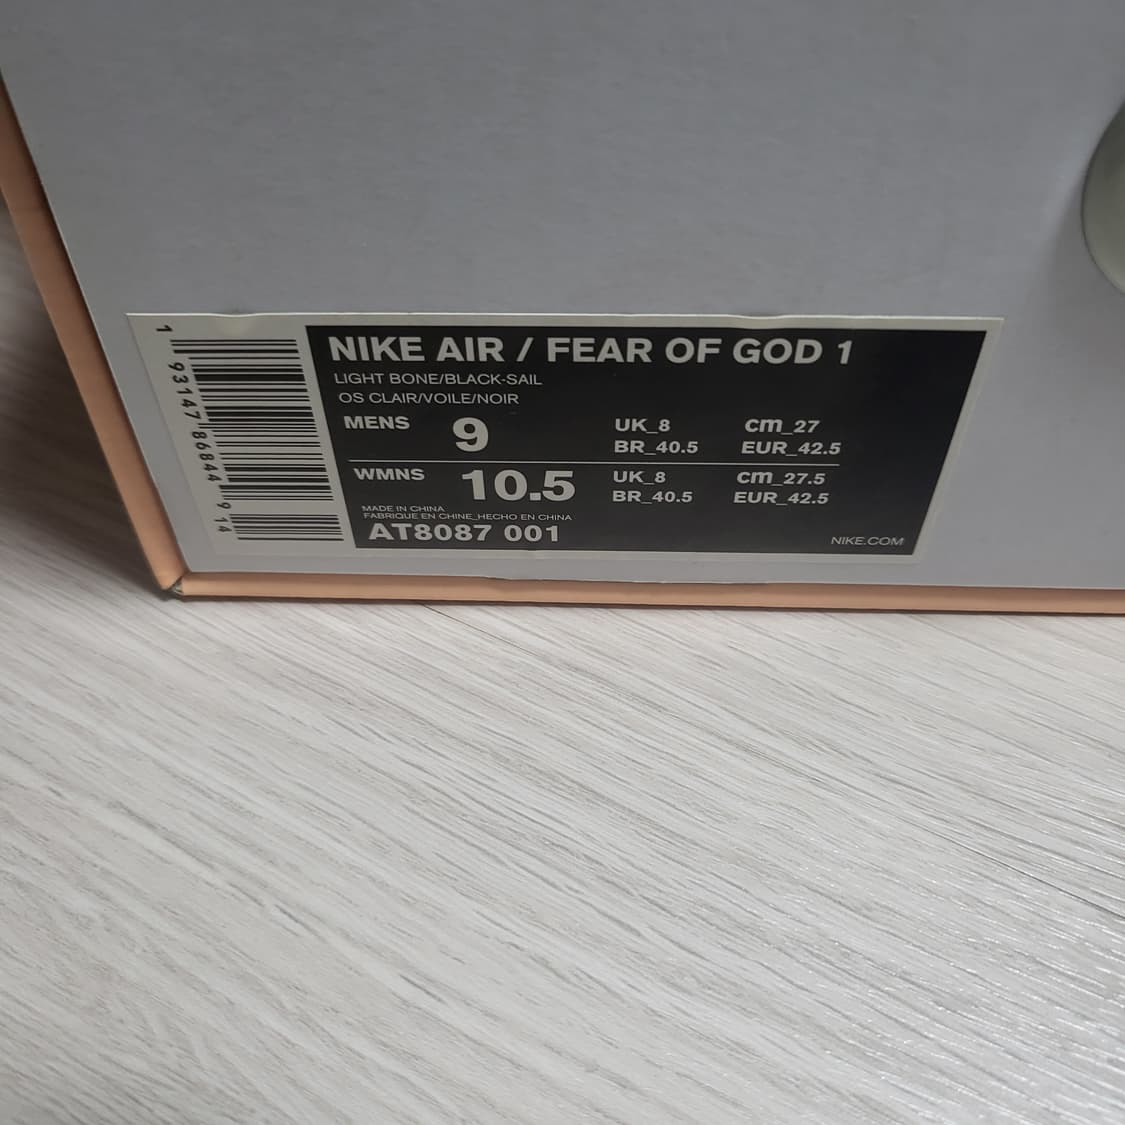 NIKE AIR / FEAR OF GOD 1
LIGHT BONE/BLACK-SAIL
OS CLAIR/VOILE/NOIR
MENS 9 UK_8 cm_27
BR_40.5 EUR_42.5
WMNS 10.5 UK_8 cm_27.5
BR_40.5 EUR_42.5
MADE IN CHINA
FABRIQUE EN CHINE_HECHO EN CHINA
AT8087 001
NIKE.COM
1 93147 86844 9 14